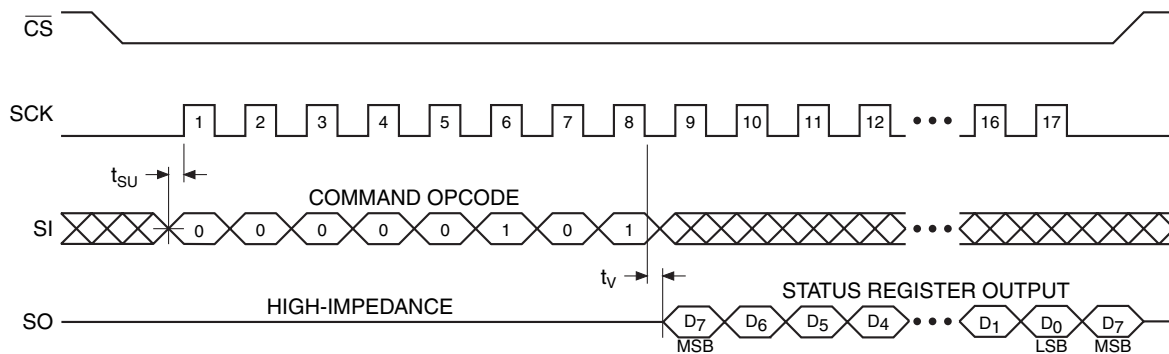 CS
SCK 1 2 3 4 5 6 7 8 9 10 11 12 ••• 16 17
tSU
COMMAND OPCODE
SI 0 0 0 0 0 1 0 1 •••
tV
HIGH-IMPEDANCE STATUS REGISTER OUTPUT
SO D7 D6 D5 D4 ••• D1 D0 D7
MSB LSB MSB